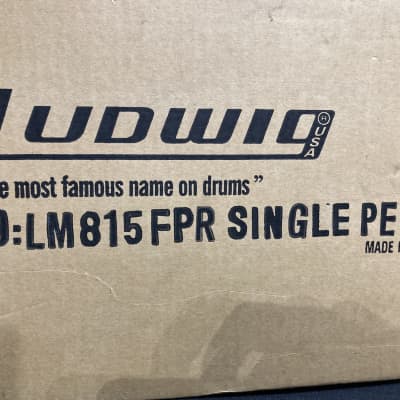 Ludwig ® USA
e most famous name on drums"
D:LM815FPR SINGLE PE
MADE